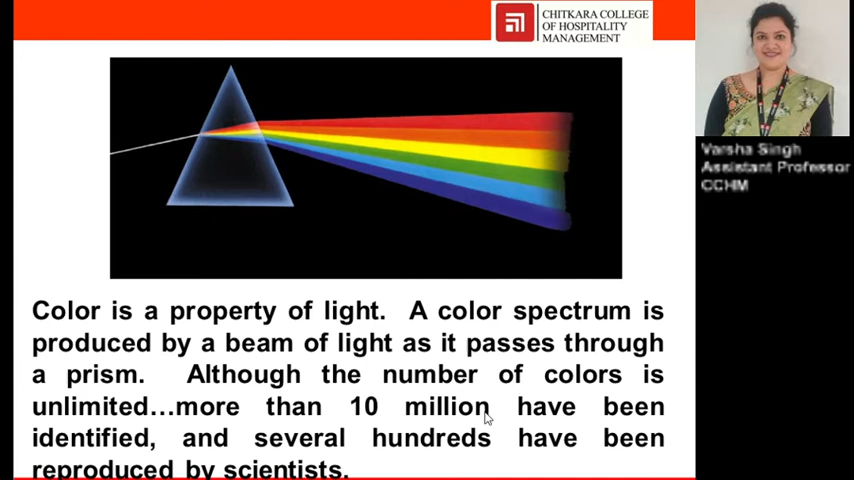 CHITKARA COLLEGE
OF HOSPITALITY
MANAGEMENT
Varsha Singh
Assistant Professor
CCHM
Color is a property of light. A color spectrum is
produced by a beam of light as it passes through
a prism. Although the number of colors is
unlimited...more than 10 million have been
identified, and several hundreds have been
reproduced by scientists.